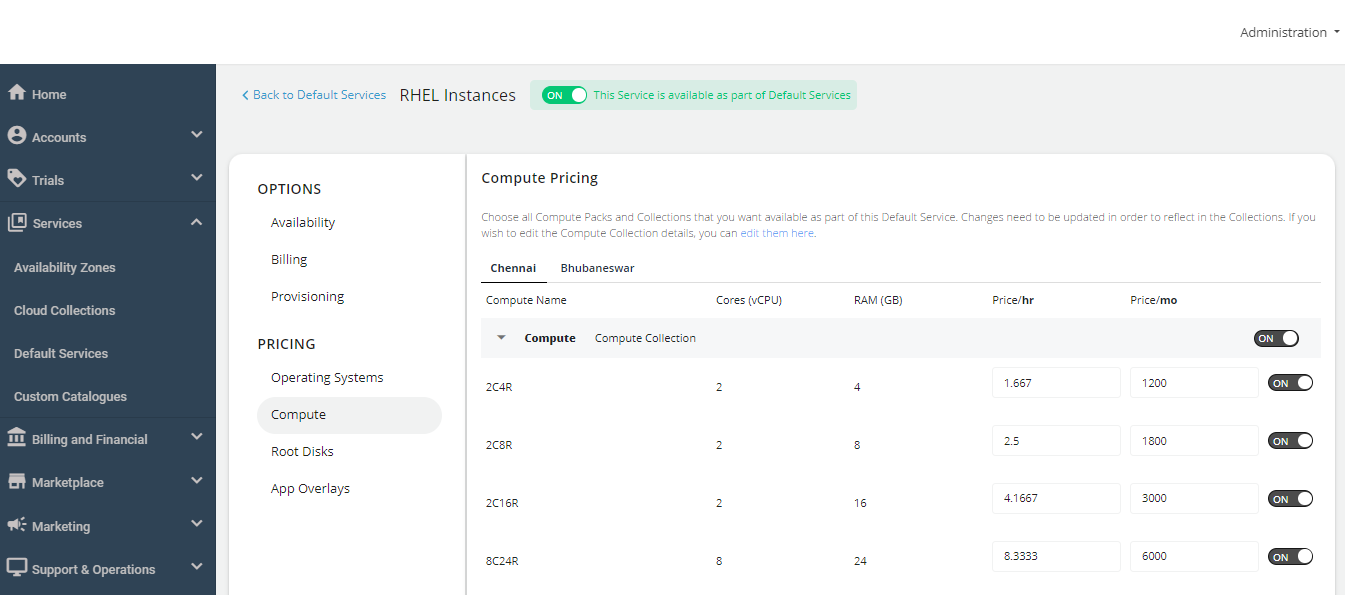 Administration
Home
Accounts
Trials
Services
Availability Zones
Cloud Collections
Default Services
Custom Catalogues
Billing and Financial
Marketplace
Marketing
Support & Operations
Back to Default Services RHEL Instances ON This Service is available as part of Default Services
OPTIONS
Availability
Billing
Provisioning
PRICING
Operating Systems
Compute
Root Disks
App Overlays
Compute Pricing
Choose all Compute Packs and Collections that you want available as part of this Default Service. Changes need to be updated in order to reflect in the Collections. If you
wish to edit the Compute Collection details, you can edit them here.
Chennai Bhubaneswar
Compute Name Cores (vCPU) RAM (GB) Price/hr Price/mo
Compute Compute Collection ON
2C4R 2 4 1.667 1200 ON
2C8R 2 8 2.5 1800 ON
2C16R 2 16 4.1667 3000 ON
8C24R 8 24 8.3333 6000 ON